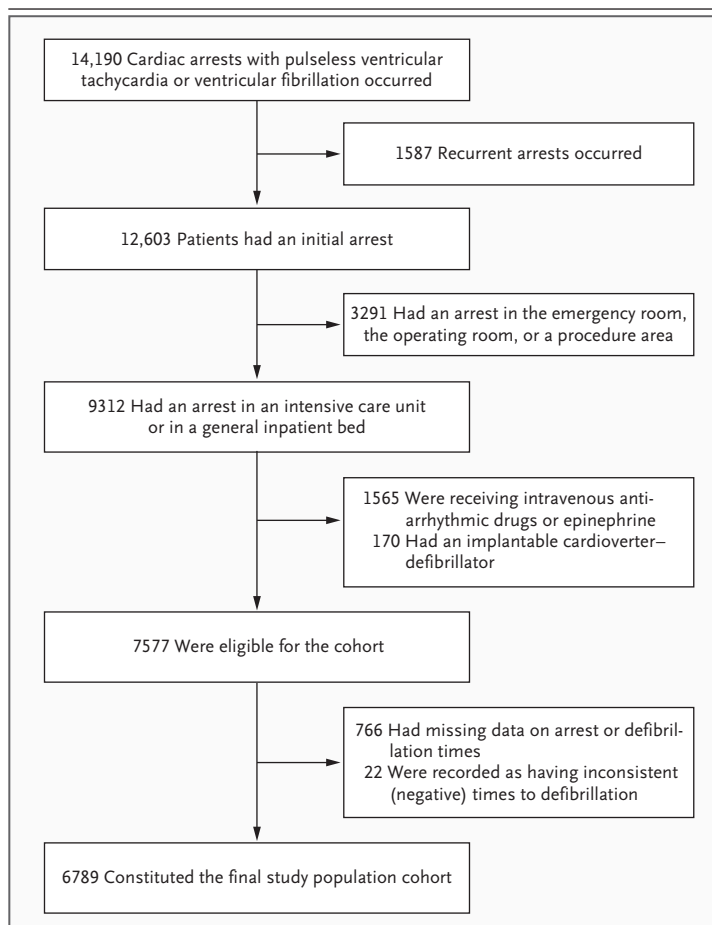 14,190 Cardiac arrests with pulseless ventricular
tachycardia or ventricular fibrillation occurred
1587 Recurrent arrests occurred
12,603 Patients had an initial arrest
3291 Had an arrest in the emergency room,
the operating room, or a procedure area
9312 Had an arrest in an intensive care unit
or in a general inpatient bed
1565 Were receiving intravenous anti-
arrhythmic drugs or epinephrine
170 Had an implantable cardioverter–
defibrillator
7577 Were eligible for the cohort
766 Had missing data on arrest or defibril-
lation times
22 Were recorded as having inconsistent
(negative) times to defibrillation
6789 Constituted the final study population cohort